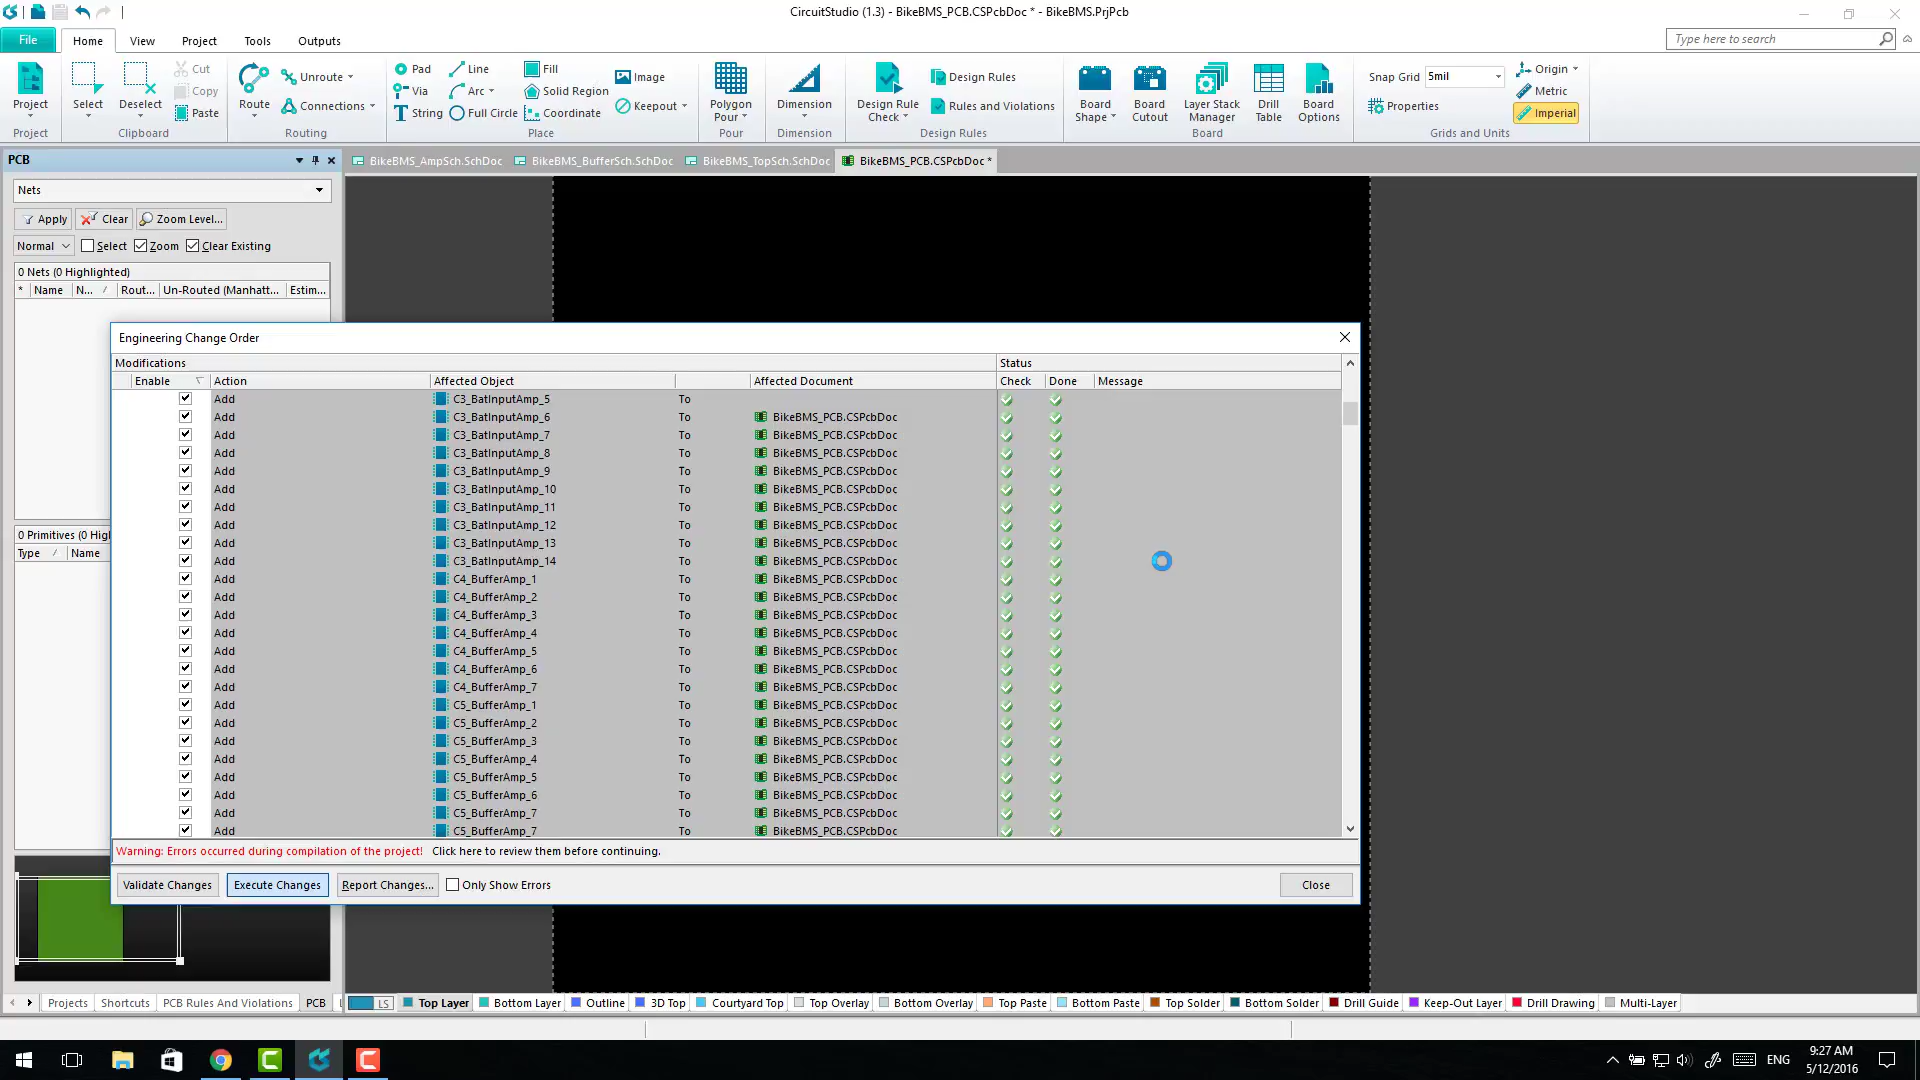 CircuitStudio (1.3) - BikeBMS_PCB.CSPcbDoc * - BikeBMS.PrjPcb
File
Home
View
Project
Tools
Outputs
Type here to search
Project
Select
Deselect
Cut
Copy
Paste
Route
Unroute
Connections
Pad
Via
String
Line
Arc
Full Circle
Fill
Solid Region
Coordinate
Image
Keepout
Polygon
Pour
Dimension
Design Rule
Check
Design Rules
Rules and Violations
Board
Shape
Board
Cutout
Layer Stack
Manager
Drill
Table
Board
Options
Snap Grid 5mil
Properties
Origin
Metric
Imperial
Project
Clipboard
Routing
Place
Pour
Dimension
Design Rules
Board
Grids and Units
PCB
BikeBMS_AmpSch.SchDoc
BikeBMS_BufferSch.SchDoc
BikeBMS_TopSch.SchDoc
BikeBMS_PCB.CSPcbDoc *
Nets
Apply
Clear
Zoom Level...
Normal
Select
Zoom
Clear Existing
0 Nets (0 Highlighted)
* Name N... Rout... Un-Routed (Manhatt... Estim...
0 Primitives (0 High
Type Name
Engineering Change Order
Modifications Status
Enable Action Affected Object Affected Document Check Done Message
Add C3_BatInputAmp_5 To
Add C3_BatInputAmp_6 To BikeBMS_PCB.CSPcbDoc
Add C3_BatInputAmp_7 To BikeBMS_PCB.CSPcbDoc
Add C3_BatInputAmp_8 To BikeBMS_PCB.CSPcbDoc
Add C3_BatInputAmp_9 To BikeBMS_PCB.CSPcbDoc
Add C3_BatInputAmp_10 To BikeBMS_PCB.CSPcbDoc
Add C3_BatInputAmp_11 To BikeBMS_PCB.CSPcbDoc
Add C3_BatInputAmp_12 To BikeBMS_PCB.CSPcbDoc
Add C3_BatInputAmp_13 To BikeBMS_PCB.CSPcbDoc
Add C3_BatInputAmp_14 To BikeBMS_PCB.CSPcbDoc
Add C4_BufferAmp_1 To BikeBMS_PCB.CSPcbDoc
Add C4_BufferAmp_2 To BikeBMS_PCB.CSPcbDoc
Add C4_BufferAmp_3 To BikeBMS_PCB.CSPcbDoc
Add C4_BufferAmp_4 To BikeBMS_PCB.CSPcbDoc
Add C4_BufferAmp_5 To BikeBMS_PCB.CSPcbDoc
Add C4_BufferAmp_6 To BikeBMS_PCB.CSPcbDoc
Add C4_BufferAmp_7 To BikeBMS_PCB.CSPcbDoc
Add C5_BufferAmp_1 To BikeBMS_PCB.CSPcbDoc
Add C5_BufferAmp_2 To BikeBMS_PCB.CSPcbDoc
Add C5_BufferAmp_3 To BikeBMS_PCB.CSPcbDoc
Add C5_BufferAmp_4 To BikeBMS_PCB.CSPcbDoc
Add C5_BufferAmp_5 To BikeBMS_PCB.CSPcbDoc
Add C5_BufferAmp_6 To BikeBMS_PCB.CSPcbDoc
Add C5_BufferAmp_7 To BikeBMS_PCB.CSPcbDoc
Add C5_BufferAmp_7 To BikeBMS_PCB.CSPcbDoc
Warning: Errors occurred during compilation of the project! Click here to review them before continuing.
Validate Changes
Execute Changes
Report Changes...
Only Show Errors
Close
Projects
Shortcuts
PCB Rules And Violations
PCB
LS
Top Layer
Bottom Layer
Outline
3D Top
Courtyard Top
Top Overlay
Bottom Overlay
Top Paste
Bottom Paste
Top Solder
Bottom Solder
Drill Guide
Keep-Out Layer
Drill Drawing
Multi-Layer
ENG
9:27 AM
5/12/2016